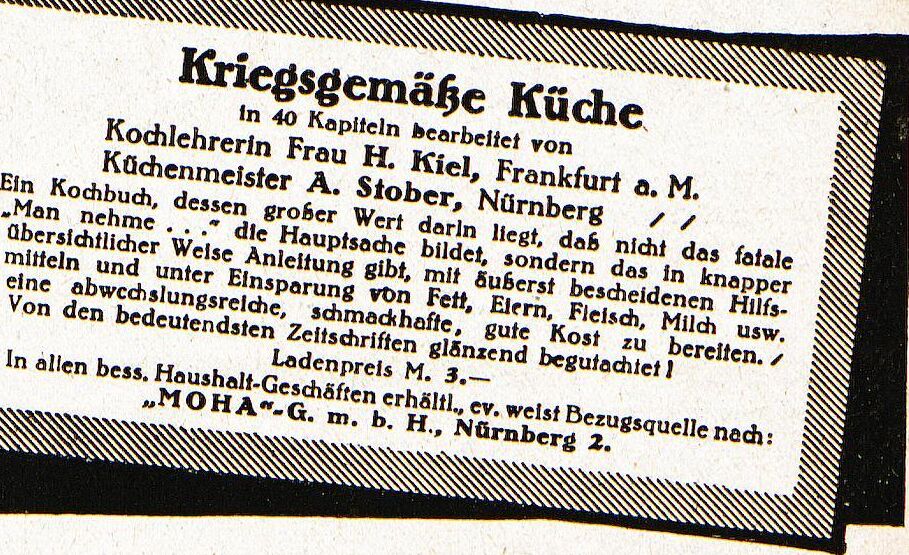 Kriegsgemäße Küche
in 40 Kapiteln bearbeitet von
Kochlehrerin Frau H. Kiel, Frankfurt a. M.
Küchenmeister A. Stober, Nürnberg / /
Ein Kochbuch, dessen großer Wert darin liegt, daß nicht das fatale
„Man nehme . . .“ die Hauptsache bildet, sondern das in knapper
übersichtlicher Weise Anleitung gibt, mit äußerst bescheidenen Hilfs-
mitteln und unter Einsparung von Fett, Eiern, Fleisch, Milch usw.
eine abwechslungsreiche, schmackhafte, gute Kost zu bereiten. /
Von den bedeutendsten Zeitschriften glänzend begutachtet!
Ladenpreis M. 3.—
In allen bess. Haushalt-Geschäften erhältl., ev. weist Bezugsquelle nach:
„MOHA“-G. m. b. H., Nürnberg 2.